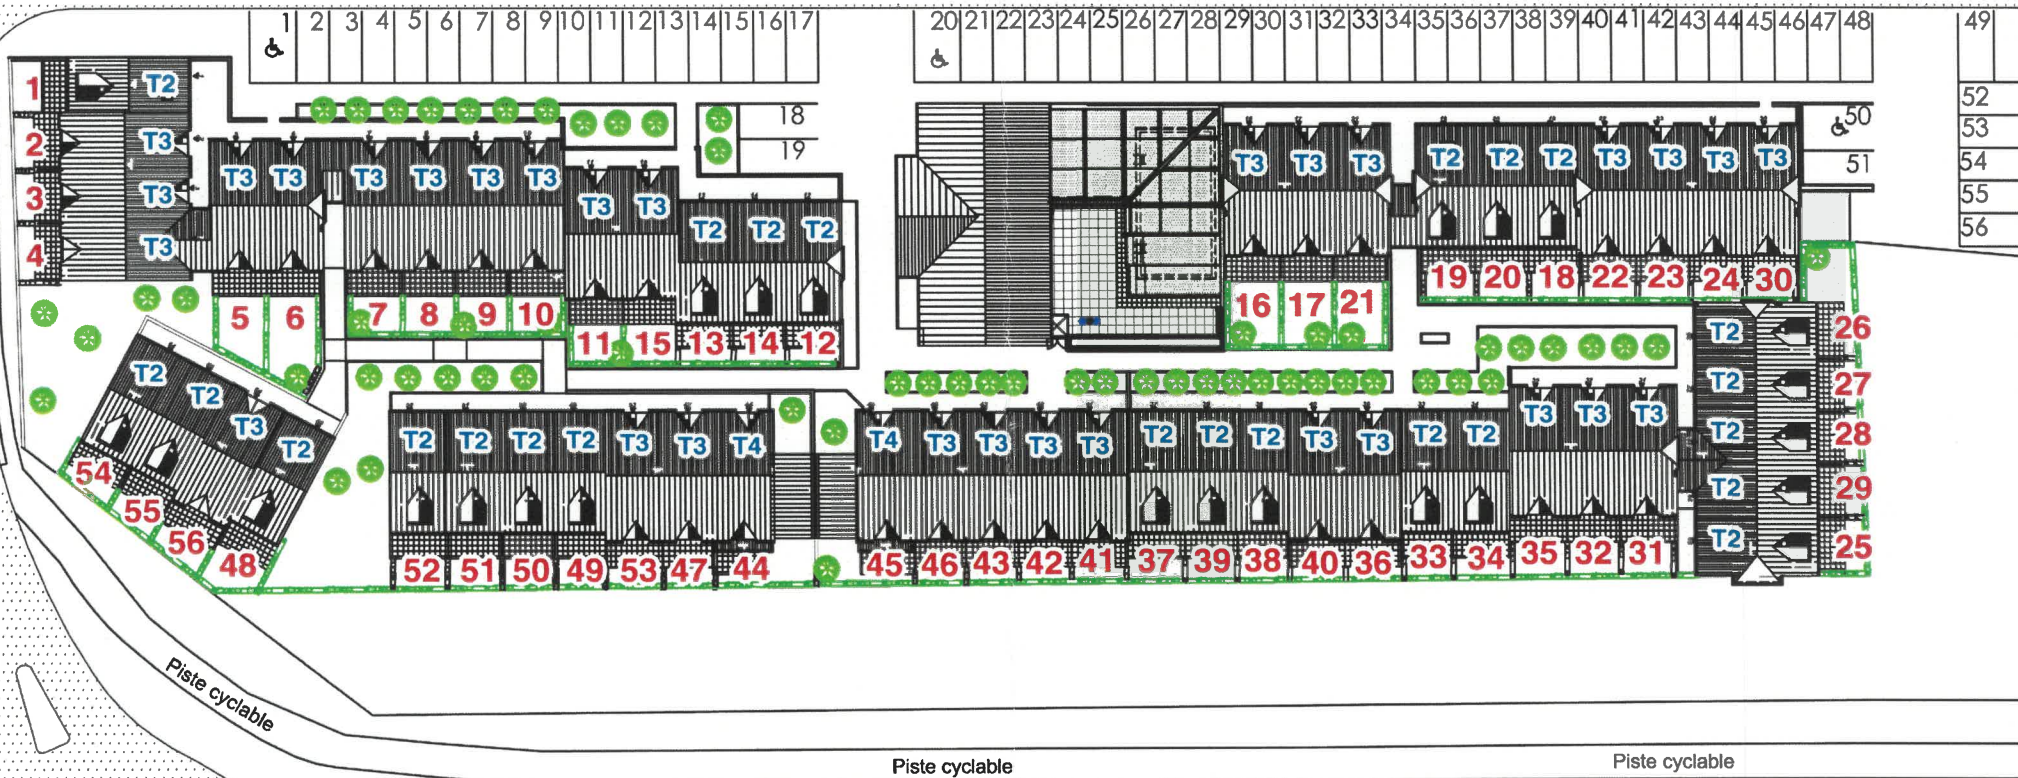 1 2 3 4 5 6 7 8 9 10 11 12 13 14 15 16 17
20 21 22 23 24 25 26 27 28 29 30 31 32 33 34 35 36 37 38 39 40 41 42 43 44 45 46 47 48
49
52
53
54
55
56
18
19
50
51
1 T2
2 T3
3 T3
4 T3
T3 T3 T3 T3 T3 T3
T3 T3
T2 T2 T2
T3 T3 T3 T2 T2 T2 T3 T3 T3 T3
5 6 7 8 9 10
11 15 13 14 12
16 17 21
19 20 18 22 23 24 30
T2 26
T2 27
T2 28
T2 29
T2 25
T2 T2 T3 T2
54 55 56 48
T2 T2 T2 T2 T3 T3 T4
T4 T3 T3 T3 T3 T2 T2 T2 T3 T3 T2 T2 T3 T3 T3
52 51 50 49 53 47 44
45 46 43 42 41 37 39 38 40 36 33 34 35 32 31
Piste cyclable
Piste cyclable
Piste cyclable